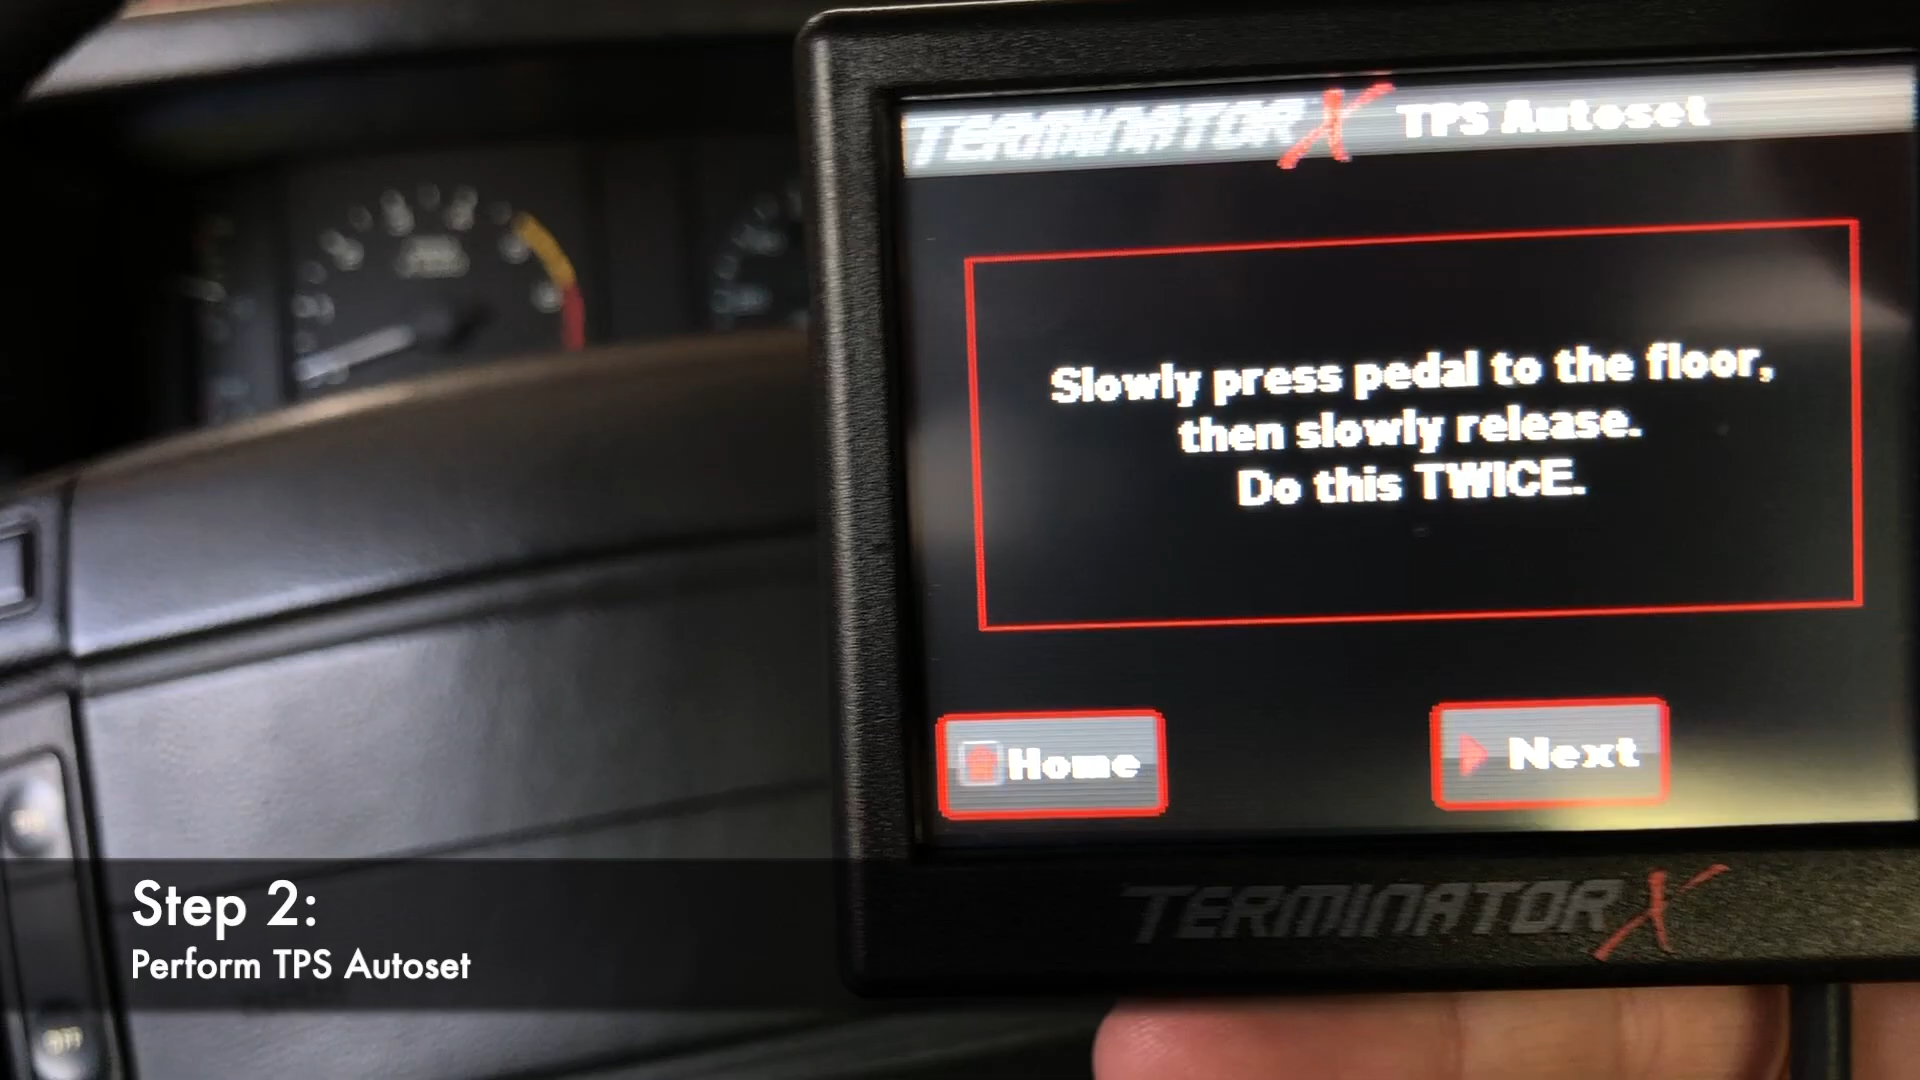 TERMINATOR X TPS Autoset
Slowly press pedal to the floor,
then slowly release.
Do this TWICE.
Home
Next
TERMINATOR X
Step 2:
Perform TPS Autoset
OFF